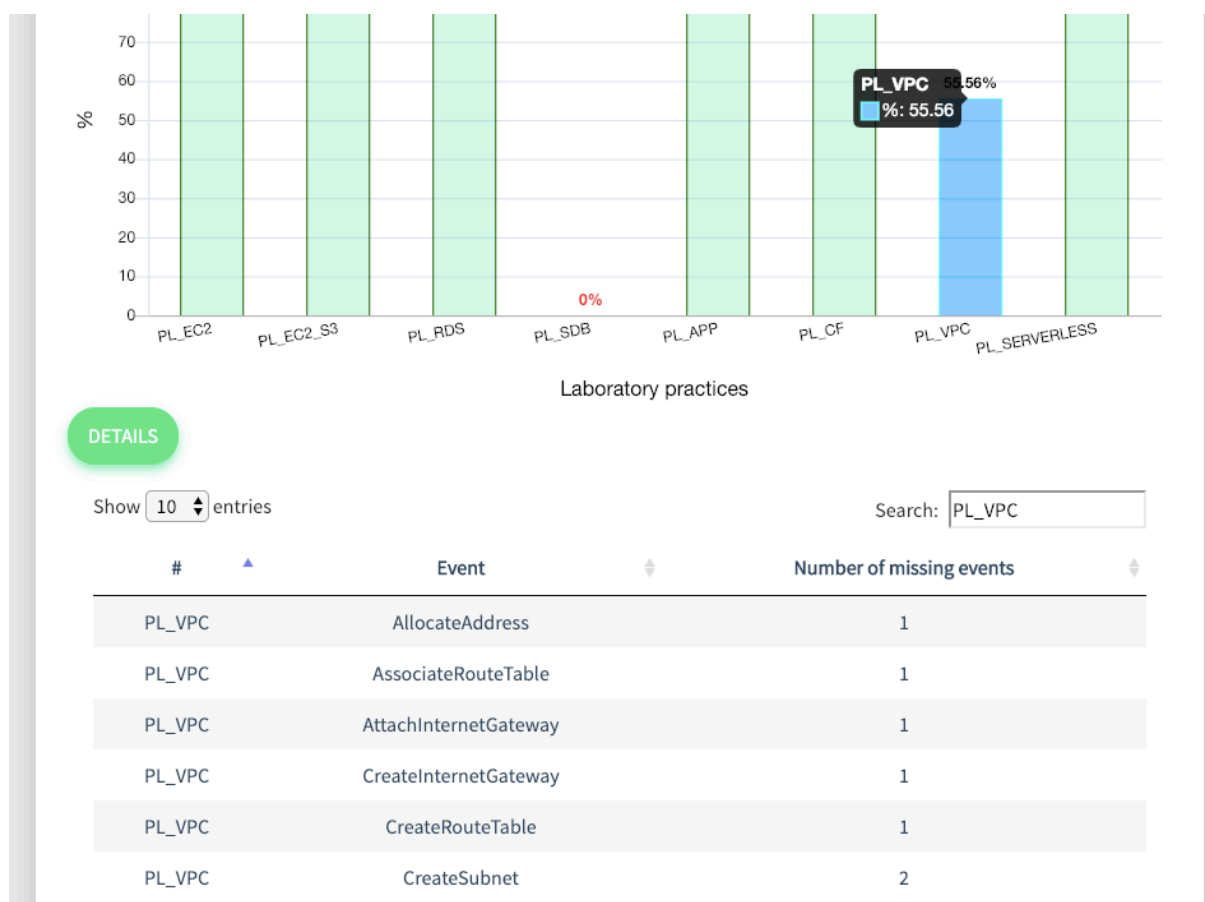 70
60
PL_VPC 55.56%
%: 55.56
%
50
40
30
20
10
0%
0
PL_EC2 PL_EC2_S3 PL_RDS PL_SDB PL_APP PL_CF PL_VPC PL_SERVERLESS
Laboratory practices
DETAILS
Show 10 entries Search: PL_VPC
# Event Number of missing events
PL_VPC AllocateAddress 1
PL_VPC AssociateRouteTable 1
PL_VPC AttachInternetGateway 1
PL_VPC CreateInternetGateway 1
PL_VPC CreateRouteTable 1
PL_VPC CreateSubnet 2